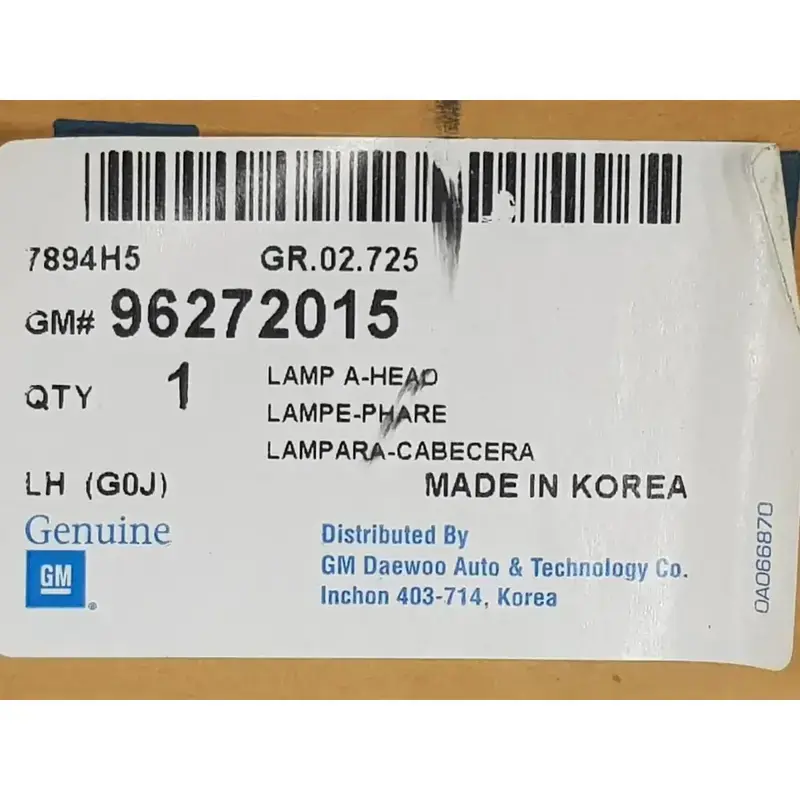 7894H5 GR.02.725
GM# 96272015
QTY 1 LAMP A-HEAD
LAMPE-PHARE
LAMPARA-CABECERA
LH (G0J) MADE IN KOREA
Genuine
GM
®
Distributed By
GM Daewoo Auto & Technology Co.
Inchon 403-714, Korea
0A066870